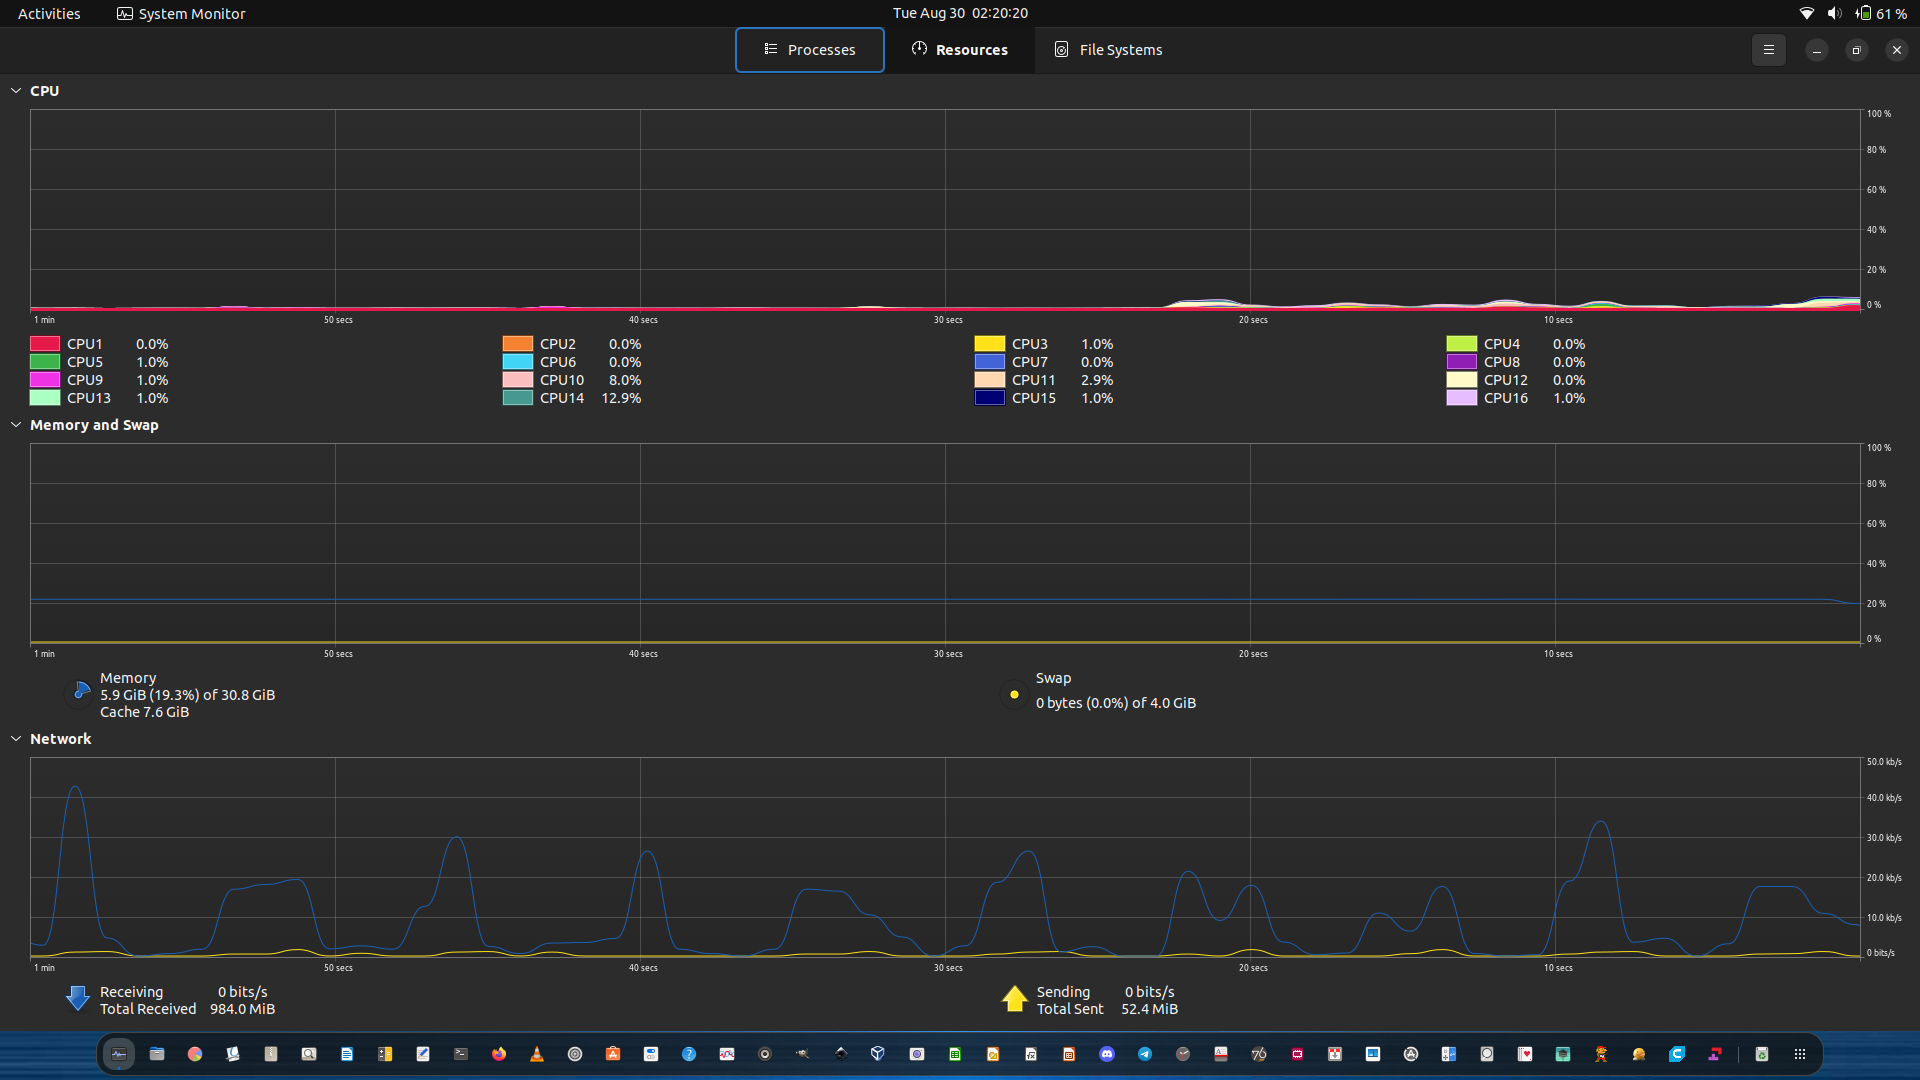 Activities System Monitor Tue Aug 30 02:20:20 61 %
Processes Resources File Systems
CPU
100 %
80 %
60 %
40 %
20 %
0 %
1 min 50 secs 40 secs 30 secs 20 secs 10 secs
CPU1 0.0% CPU2 0.0% CPU3 1.0% CPU4 0.0%
CPU5 1.0% CPU6 0.0% CPU7 0.0% CPU8 0.0%
CPU9 1.0% CPU10 8.0% CPU11 2.9% CPU12 0.0%
CPU13 1.0% CPU14 12.9% CPU15 1.0% CPU16 1.0%
Memory and Swap
100 %
80 %
60 %
40 %
20 %
0 %
1 min 50 secs 40 secs 30 secs 20 secs 10 secs
Memory
5.9 GiB (19.3%) of 30.8 GiB
Cache 7.6 GiB
Swap
0 bytes (0.0%) of 4.0 GiB
Network
50.0 kb/s
40.0 kb/s
30.0 kb/s
20.0 kb/s
10.0 kb/s
0 bits/s
1 min 50 secs 40 secs 30 secs 20 secs 10 secs
Receiving 0 bits/s
Total Received 984.0 MiB
Sending 0 bits/s
Total Sent 52.4 MiB
76